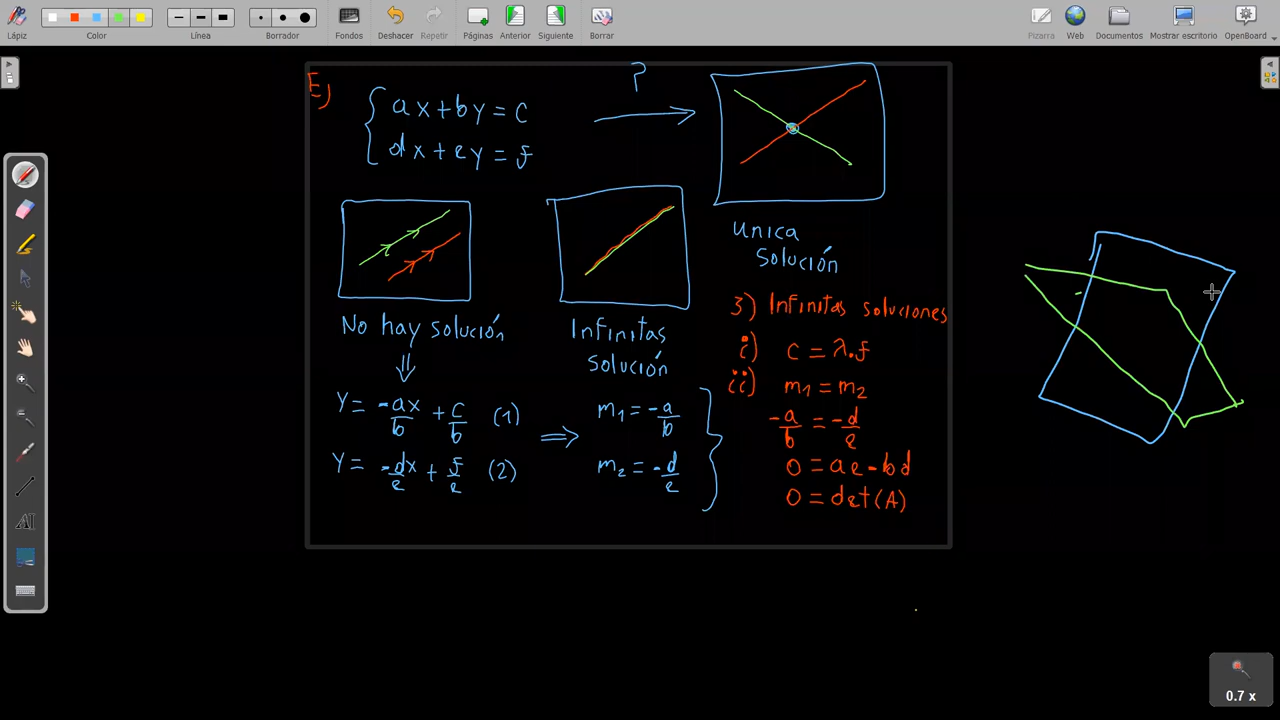 Lápiz
Color
Línea
Borrador
Fondos
Deshacer
Repetir
Páginas
Anterior
Siguiente
Borrar
Pizarra
Web
Documentos
Mostrar escritorio
OpenBoard
E)
ax+by=c
dx+ey=f
?
Unica
solución
No hay solución
Infinitas
solución
3) Infinitas soluciones
i) c=λ.f
ii) m₁=m₂
-a/b = -d/e
0=ae-bd
0=det(A)
Y= -ax/b + c/b (1)
Y= -dx/e + f/e (2)
⇒
m₁=-a/b
m₂=-d/e
0.7 x